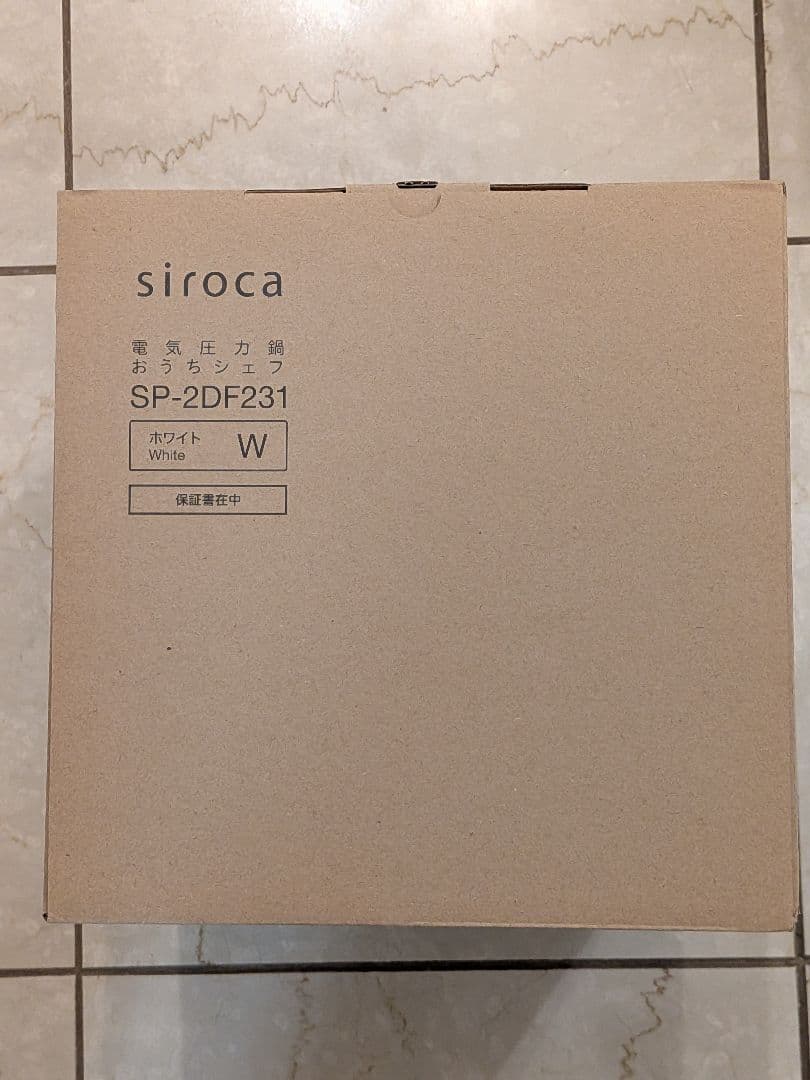 siroca
電気圧力鍋
おうちシェフ
SP-2DF231
ホワイト
White
W
保証書在中